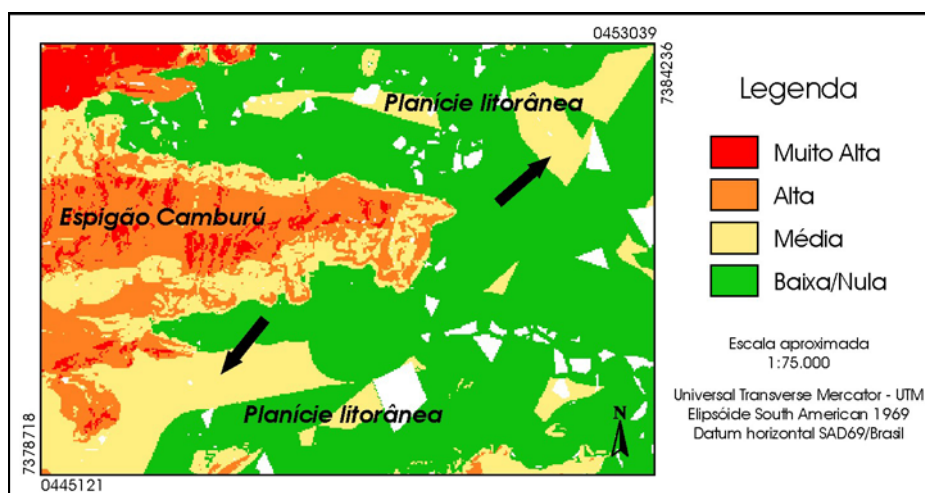 0453039
7384236
Planície litorânea
Espigão Camburú
Planície litorânea
N
7378718
0445121
Legenda
Muito Alta
Alta
Média
Baixa/Nula
Escala aproximada
1:75.000
Universal Transverse Mercator - UTM
Elipsóide South American 1969
Datum horizontal SAD69/Brasil